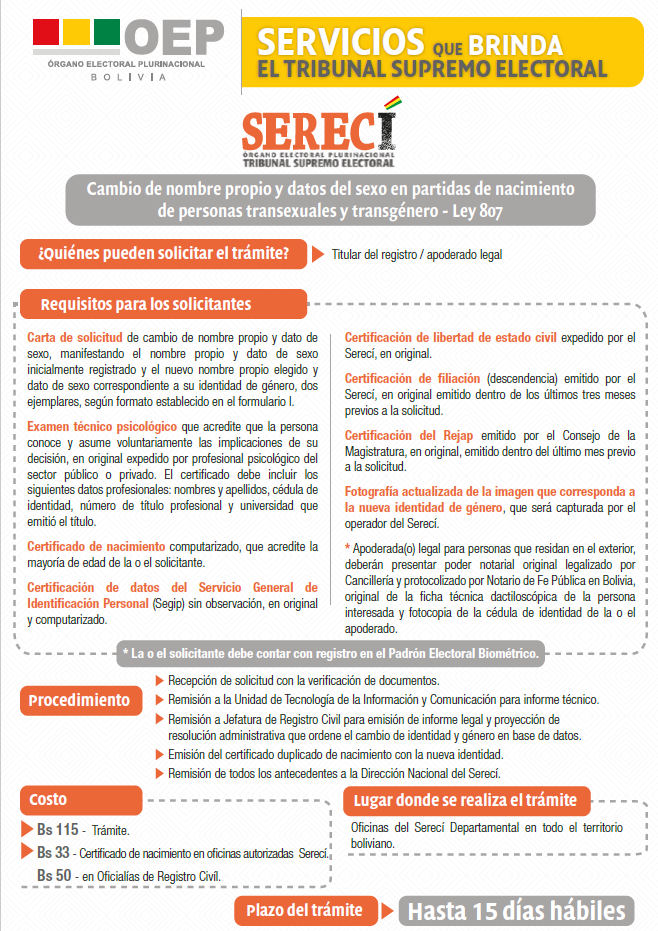 OEP
ÓRGANO ELECTORAL PLURINACIONAL
BOLIVIA
SERVICIOS QUE BRINDA
EL TRIBUNAL SUPREMO ELECTORAL
SERECÍ
ÓRGANO ELECTORAL PLURINACIONAL
TRIBUNAL SUPREMO ELECTORAL
Cambio de nombre propio y datos del sexo en partidas de nacimiento
de personas transexuales y transgénero - Ley 807
¿Quiénes pueden solicitar el trámite?
Titular del registro / apoderado legal
Requisitos para los solicitantes
Carta de solicitud de cambio de nombre propio y dato de
sexo, manifestando el nombre propio y dato de sexo
inicialmente registrado y el nuevo nombre propio elegido y
dato de sexo correspondiente a su identidad de género, dos
ejemplares, según formato establecido en el formulario I.
Examen técnico psicológico que acredite que la persona
conoce y asume voluntariamente las implicaciones de su
decisión, en original expedido por profesional psicológico del
sector público o privado. El certificado debe incluir los
siguientes datos profesionales: nombres y apellidos, cédula de
identidad, número de título profesional y universidad que
emitió el título.
Certificado de nacimiento computarizado, que acredite la
mayoría de edad de la o el solicitante.
Certificación de datos del Servicio General de
Identificación Personal (Segip) sin observación, en original
y computarizado.
Certificación de libertad de estado civil expedido por el
Serecí, en original.
Certificación de filiación (descendencia) emitido por el
Serecí, en original emitido dentro de los últimos tres meses
previos a la solicitud.
Certificación del Rejap emitido por el Consejo de la
Magistratura, en original, emitido dentro del último mes previo
a la solicitud.
Fotografía actualizada de la imagen que corresponda a
la nueva identidad de género, que será capturada por el
operador del Serecí.
* Apoderada(o) legal para personas que residan en el exterior,
deberán presentar poder notarial original legalizado por
Cancillería y protocolizado por Notario de Fe Pública en Bolivia,
original de la ficha técnica dactiloscópica de la persona
interesada y fotocopia de la cédula de identidad de la o el
apoderado.
* La o el solicitante debe contar con registro en el Padrón Electoral Biométrico.
Procedimiento
Recepción de solicitud con la verificación de documentos.
Remisión a la Unidad de Tecnología de la Información y Comunicación para informe técnico.
Remisión a Jefatura de Registro Civil para emisión de informe legal y proyección de
resolución administrativa que ordene el cambio de identidad y género en base de datos.
Emisión del certificado duplicado de nacimiento con la nueva identidad.
Remisión de todos los antecedentes a la Dirección Nacional del Serecí.
Costo
Bs 115 - Trámite.
Bs 33 - Certificado de nacimiento en oficinas autorizadas Serecí.
Bs 50 - en Oficialías de Registro Civíl.
Lugar donde se realiza el trámite
Oficinas del Serecí Departamental en todo el territorio
boliviano.
Plazo del trámite
Hasta 15 días hábiles